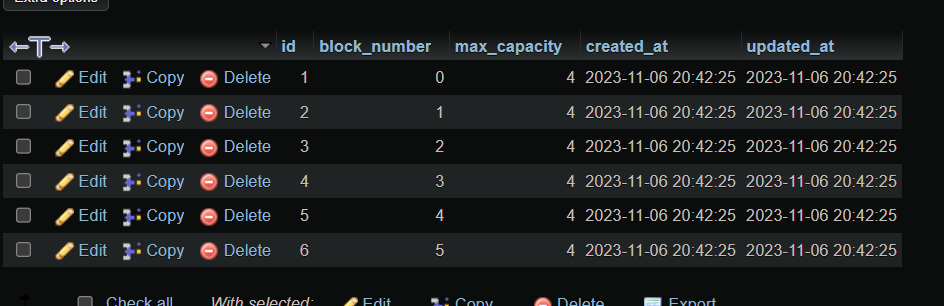 Extra options
id block_number max_capacity created_at updated_at
Edit Copy Delete 1 0 4 2023-11-06 20:42:25 2023-11-06 20:42:25
Edit Copy Delete 2 1 4 2023-11-06 20:42:25 2023-11-06 20:42:25
Edit Copy Delete 3 2 4 2023-11-06 20:42:25 2023-11-06 20:42:25
Edit Copy Delete 4 3 4 2023-11-06 20:42:25 2023-11-06 20:42:25
Edit Copy Delete 5 4 4 2023-11-06 20:42:25 2023-11-06 20:42:25
Edit Copy Delete 6 5 4 2023-11-06 20:42:25 2023-11-06 20:42:25
Check all With selected: Edit Copy Delete Export